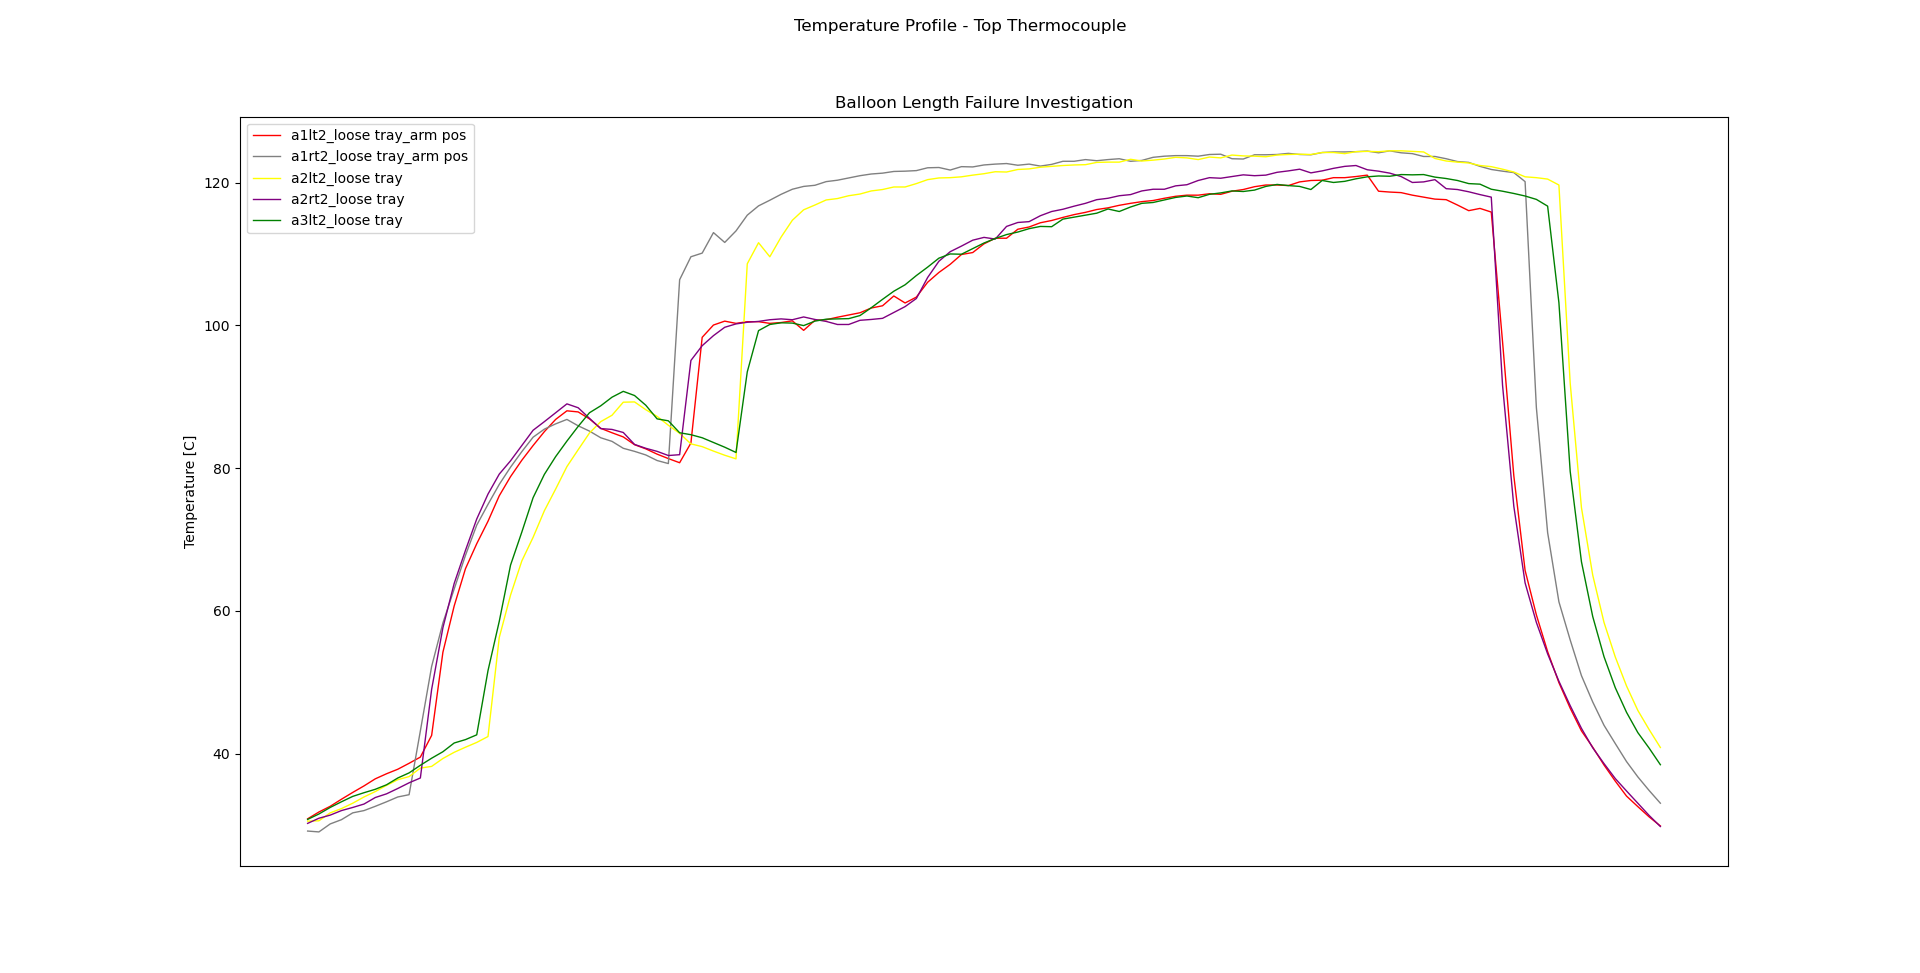 Temperature Profile - Top Thermocouple
Balloon Length Failure Investigation
a1lt2_loose tray_arm pos
a1rt2_loose tray_arm pos
a2lt2_loose tray
a2rt2_loose tray
a3lt2_loose tray
120
100
80
60
40
Temperature [C]